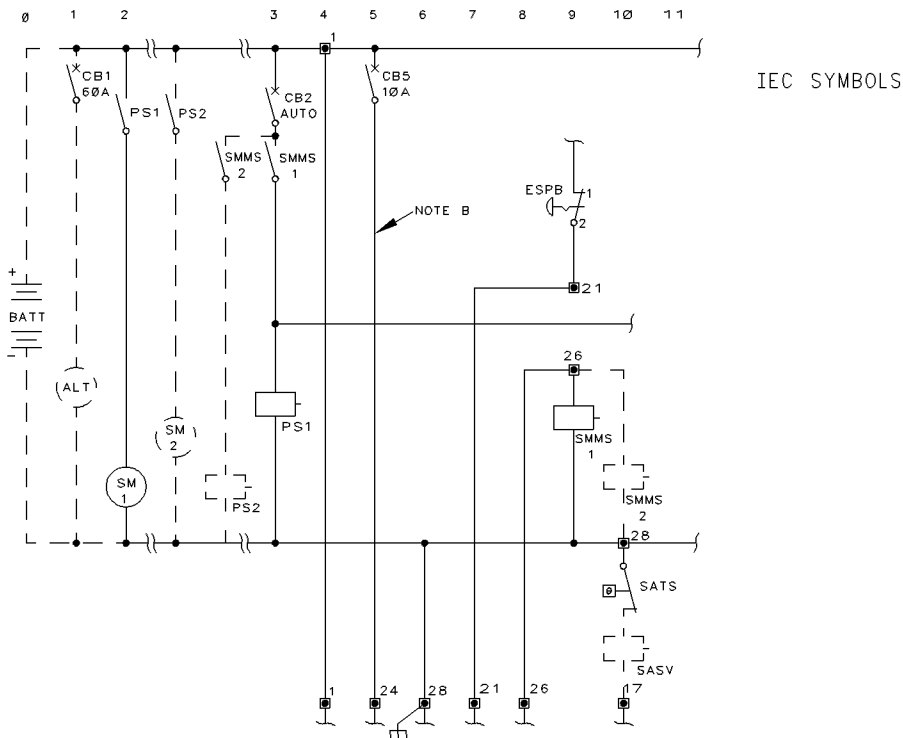 Ø 1 2 3 4 5 6 7 8 9 1Ø 11
1
IEC SYMBOLS
CB1
6ØA
PS1
PS2
CB2
AUTO
CB5
1ØA
SMMS
2
SMMS
1
ESPB
1
2
NOTE B
+
BATT
-
21
26
ALT
PS1
SMMS
1
SM
2
SM
1
PS2
SMMS
2
28
SATS
θ
SASV
1
24
28
21
26
17